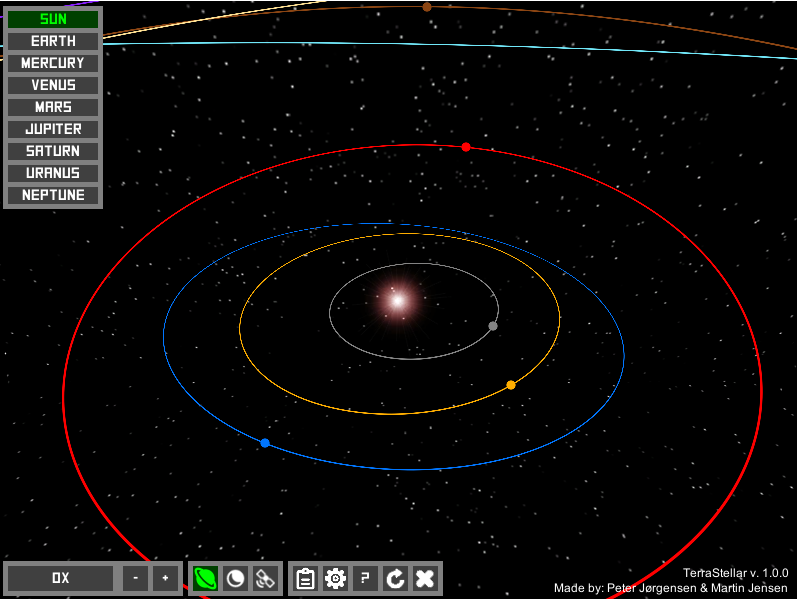 SUN
EARTH
MERCURY
VENUS
MARS
JUPITER
SATURN
URANUS
NEPTUNE
0X - + ?
TerraStellar v. 1.0.0
Made by: Peter Jørgensen & Martin Jensen